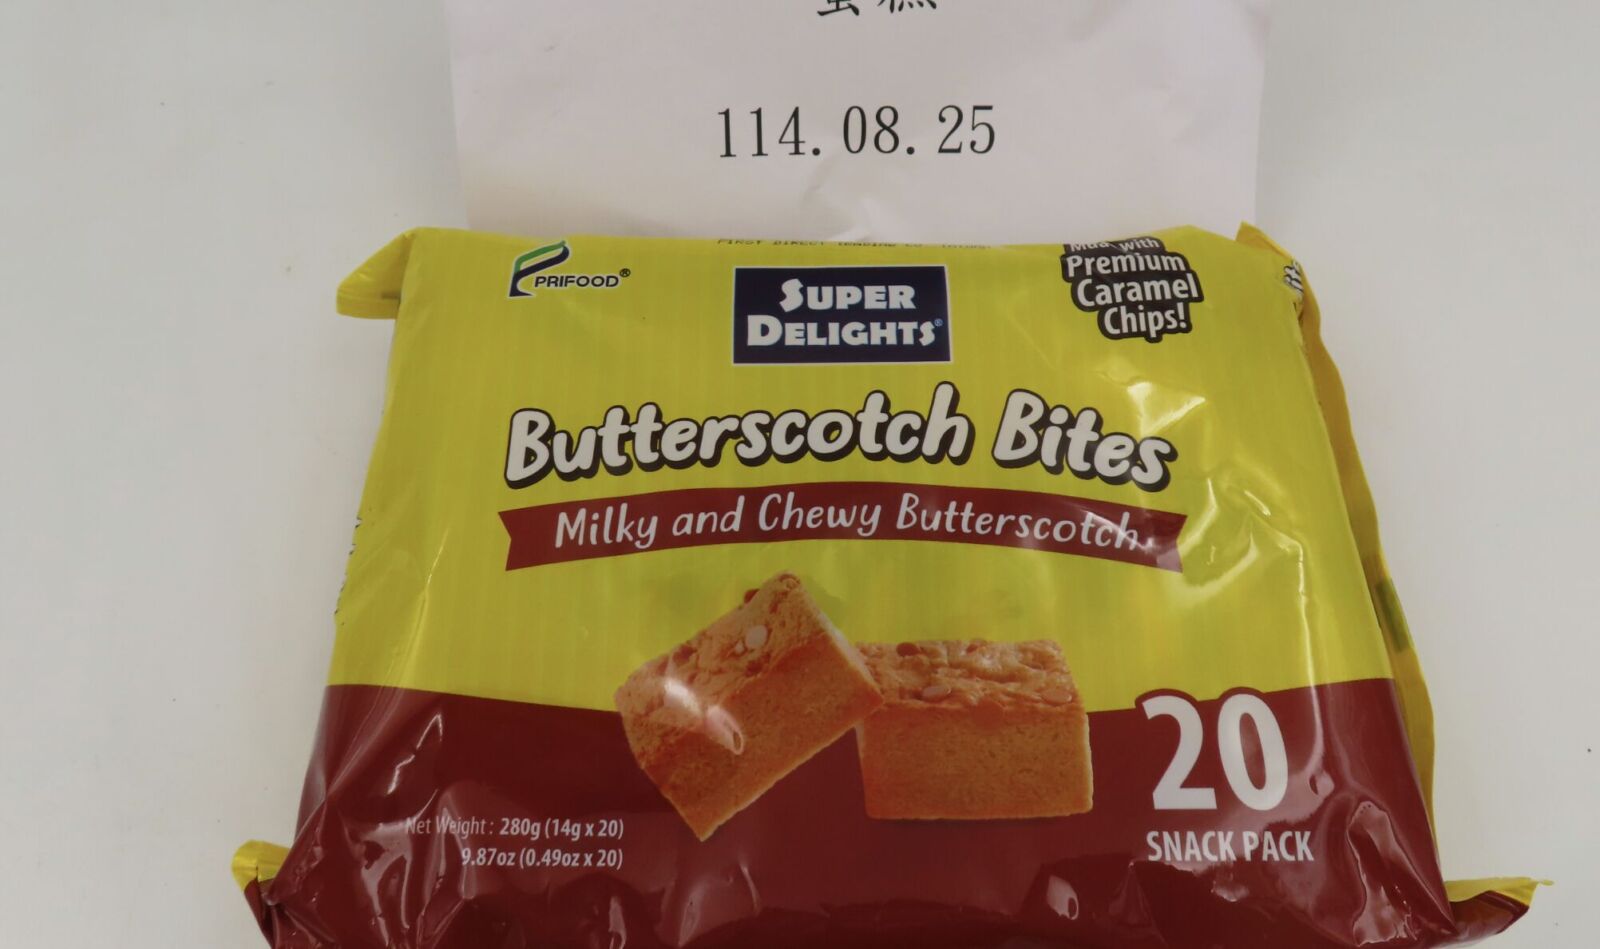 114.08.25
PRIFOOD®
SUPER
DELIGHTS®
Made with
Premium
Caramel
Chips!
Butterscotch Bites
Milky and Chewy Butterscotch
20
SNACK PACK
Net Weight: 280g (14g x 20)
9.87oz (0.49oz x 20)